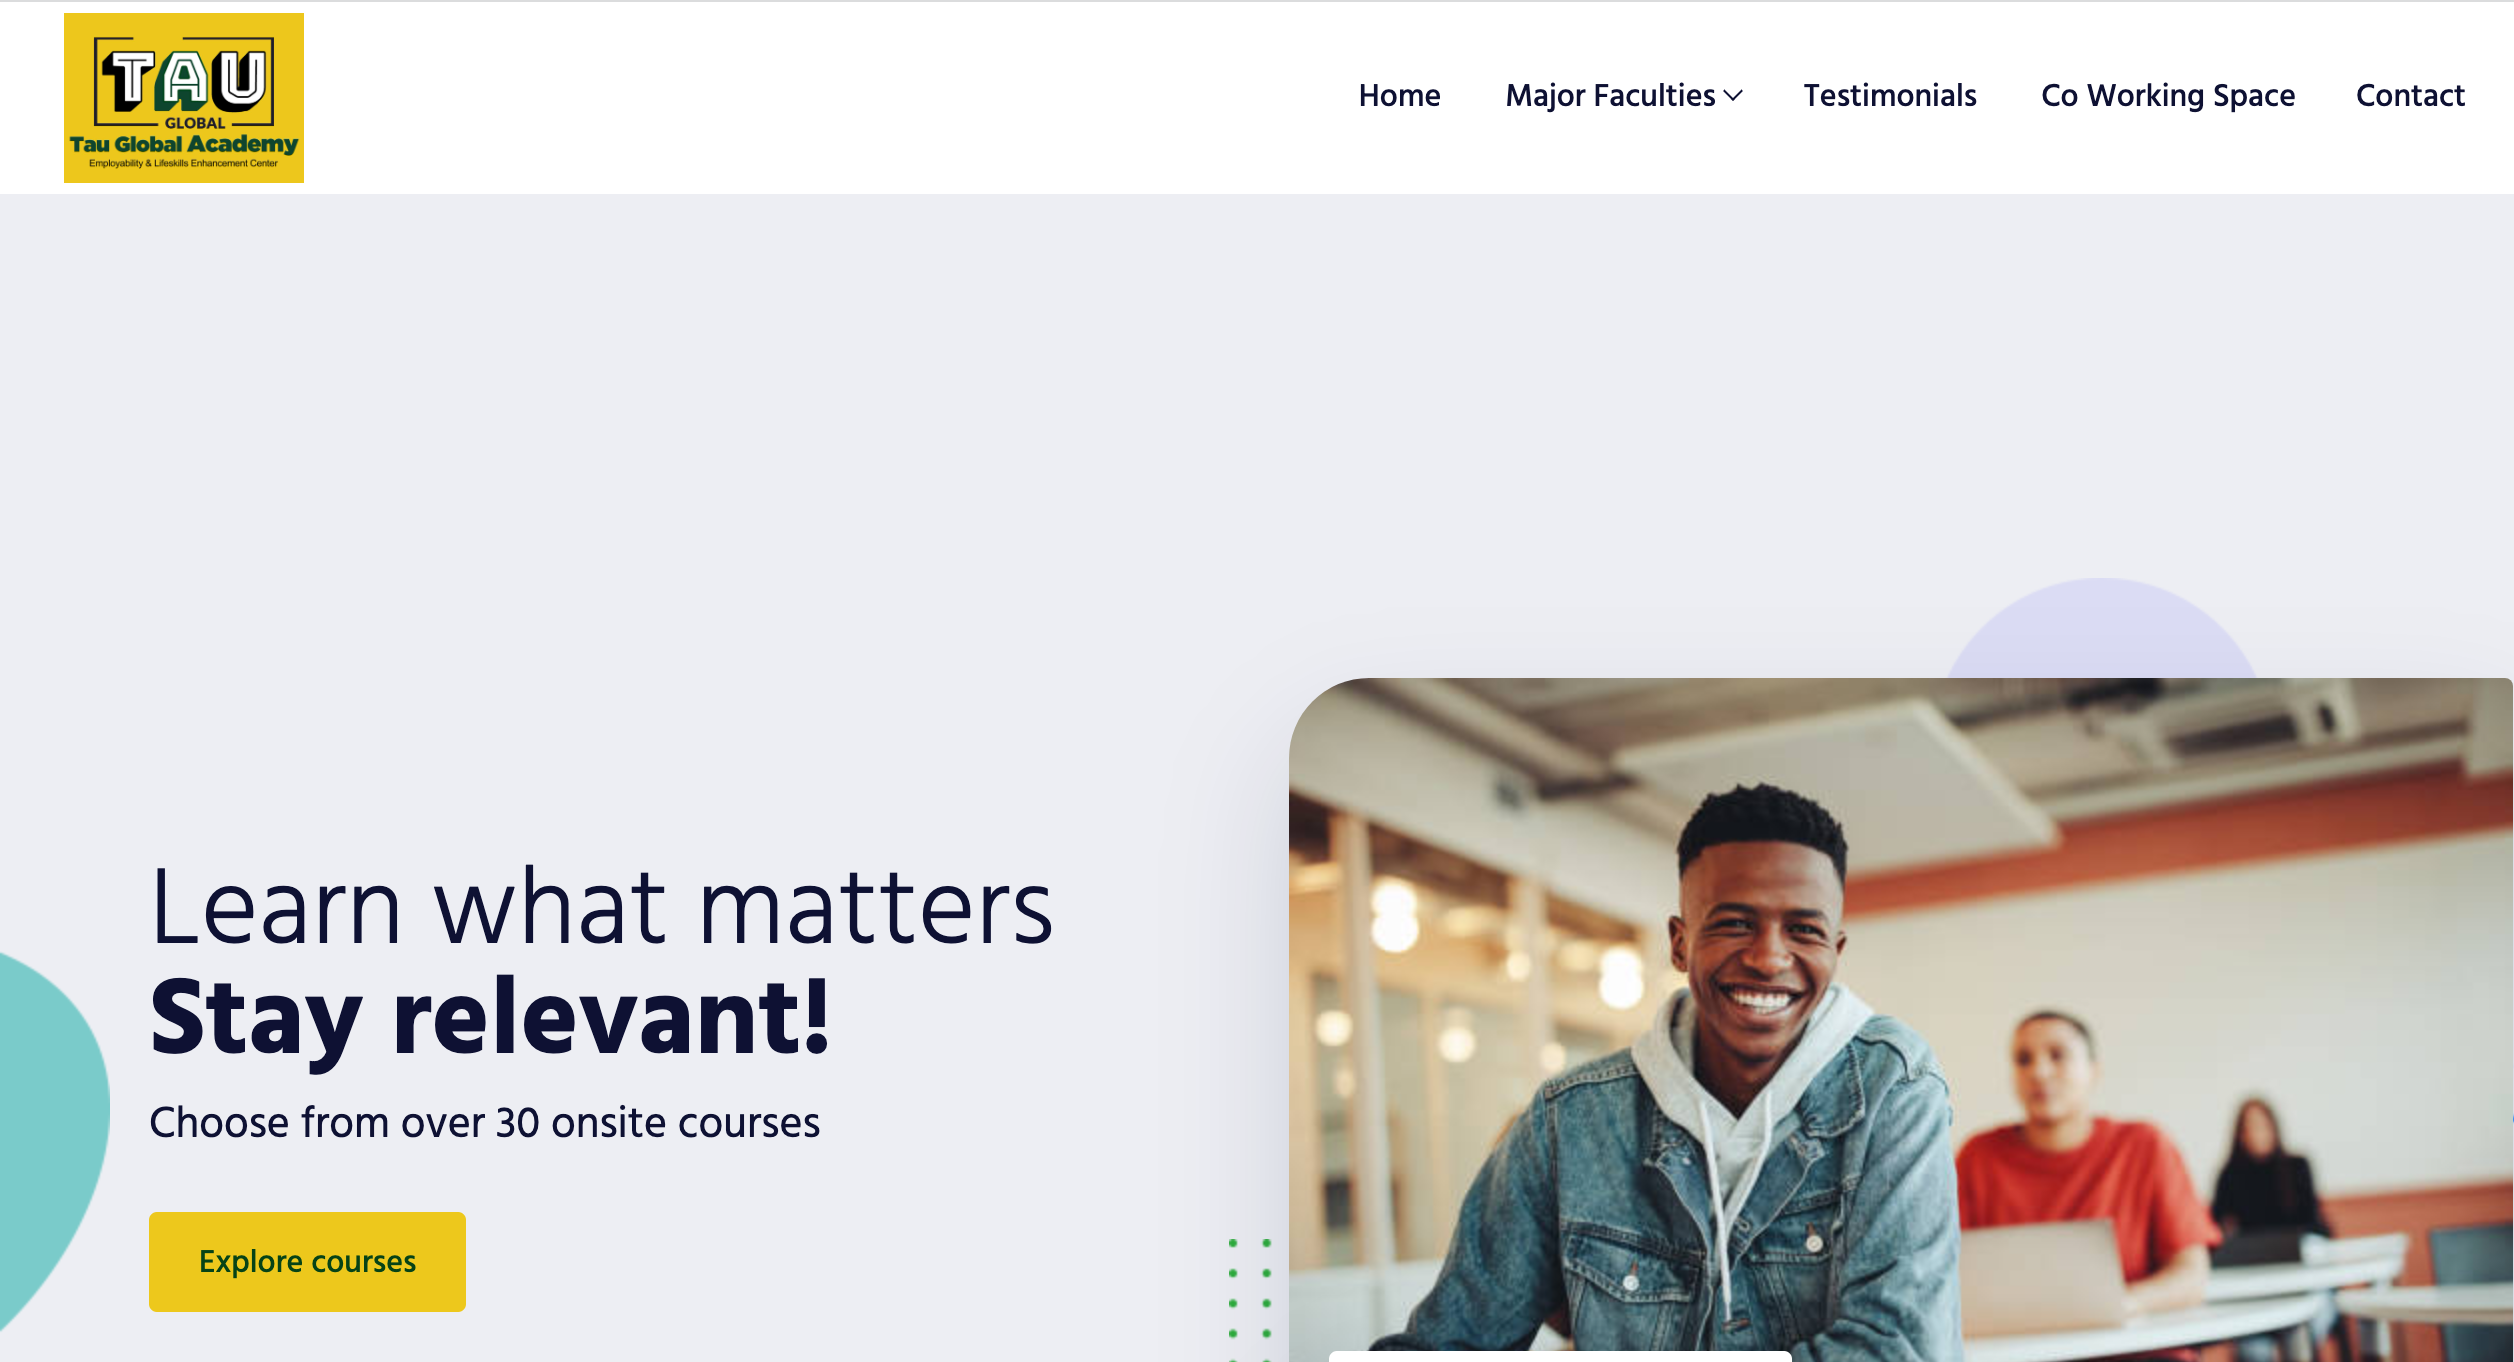 TAU
GLOBAL
Tau Global Academy
Employability & Lifeskills Enhancement Center
Home Major Faculties Testimonials Co Working Space Contact
Learn what matters
Stay relevant!
Choose from over 30 onsite courses
Explore courses